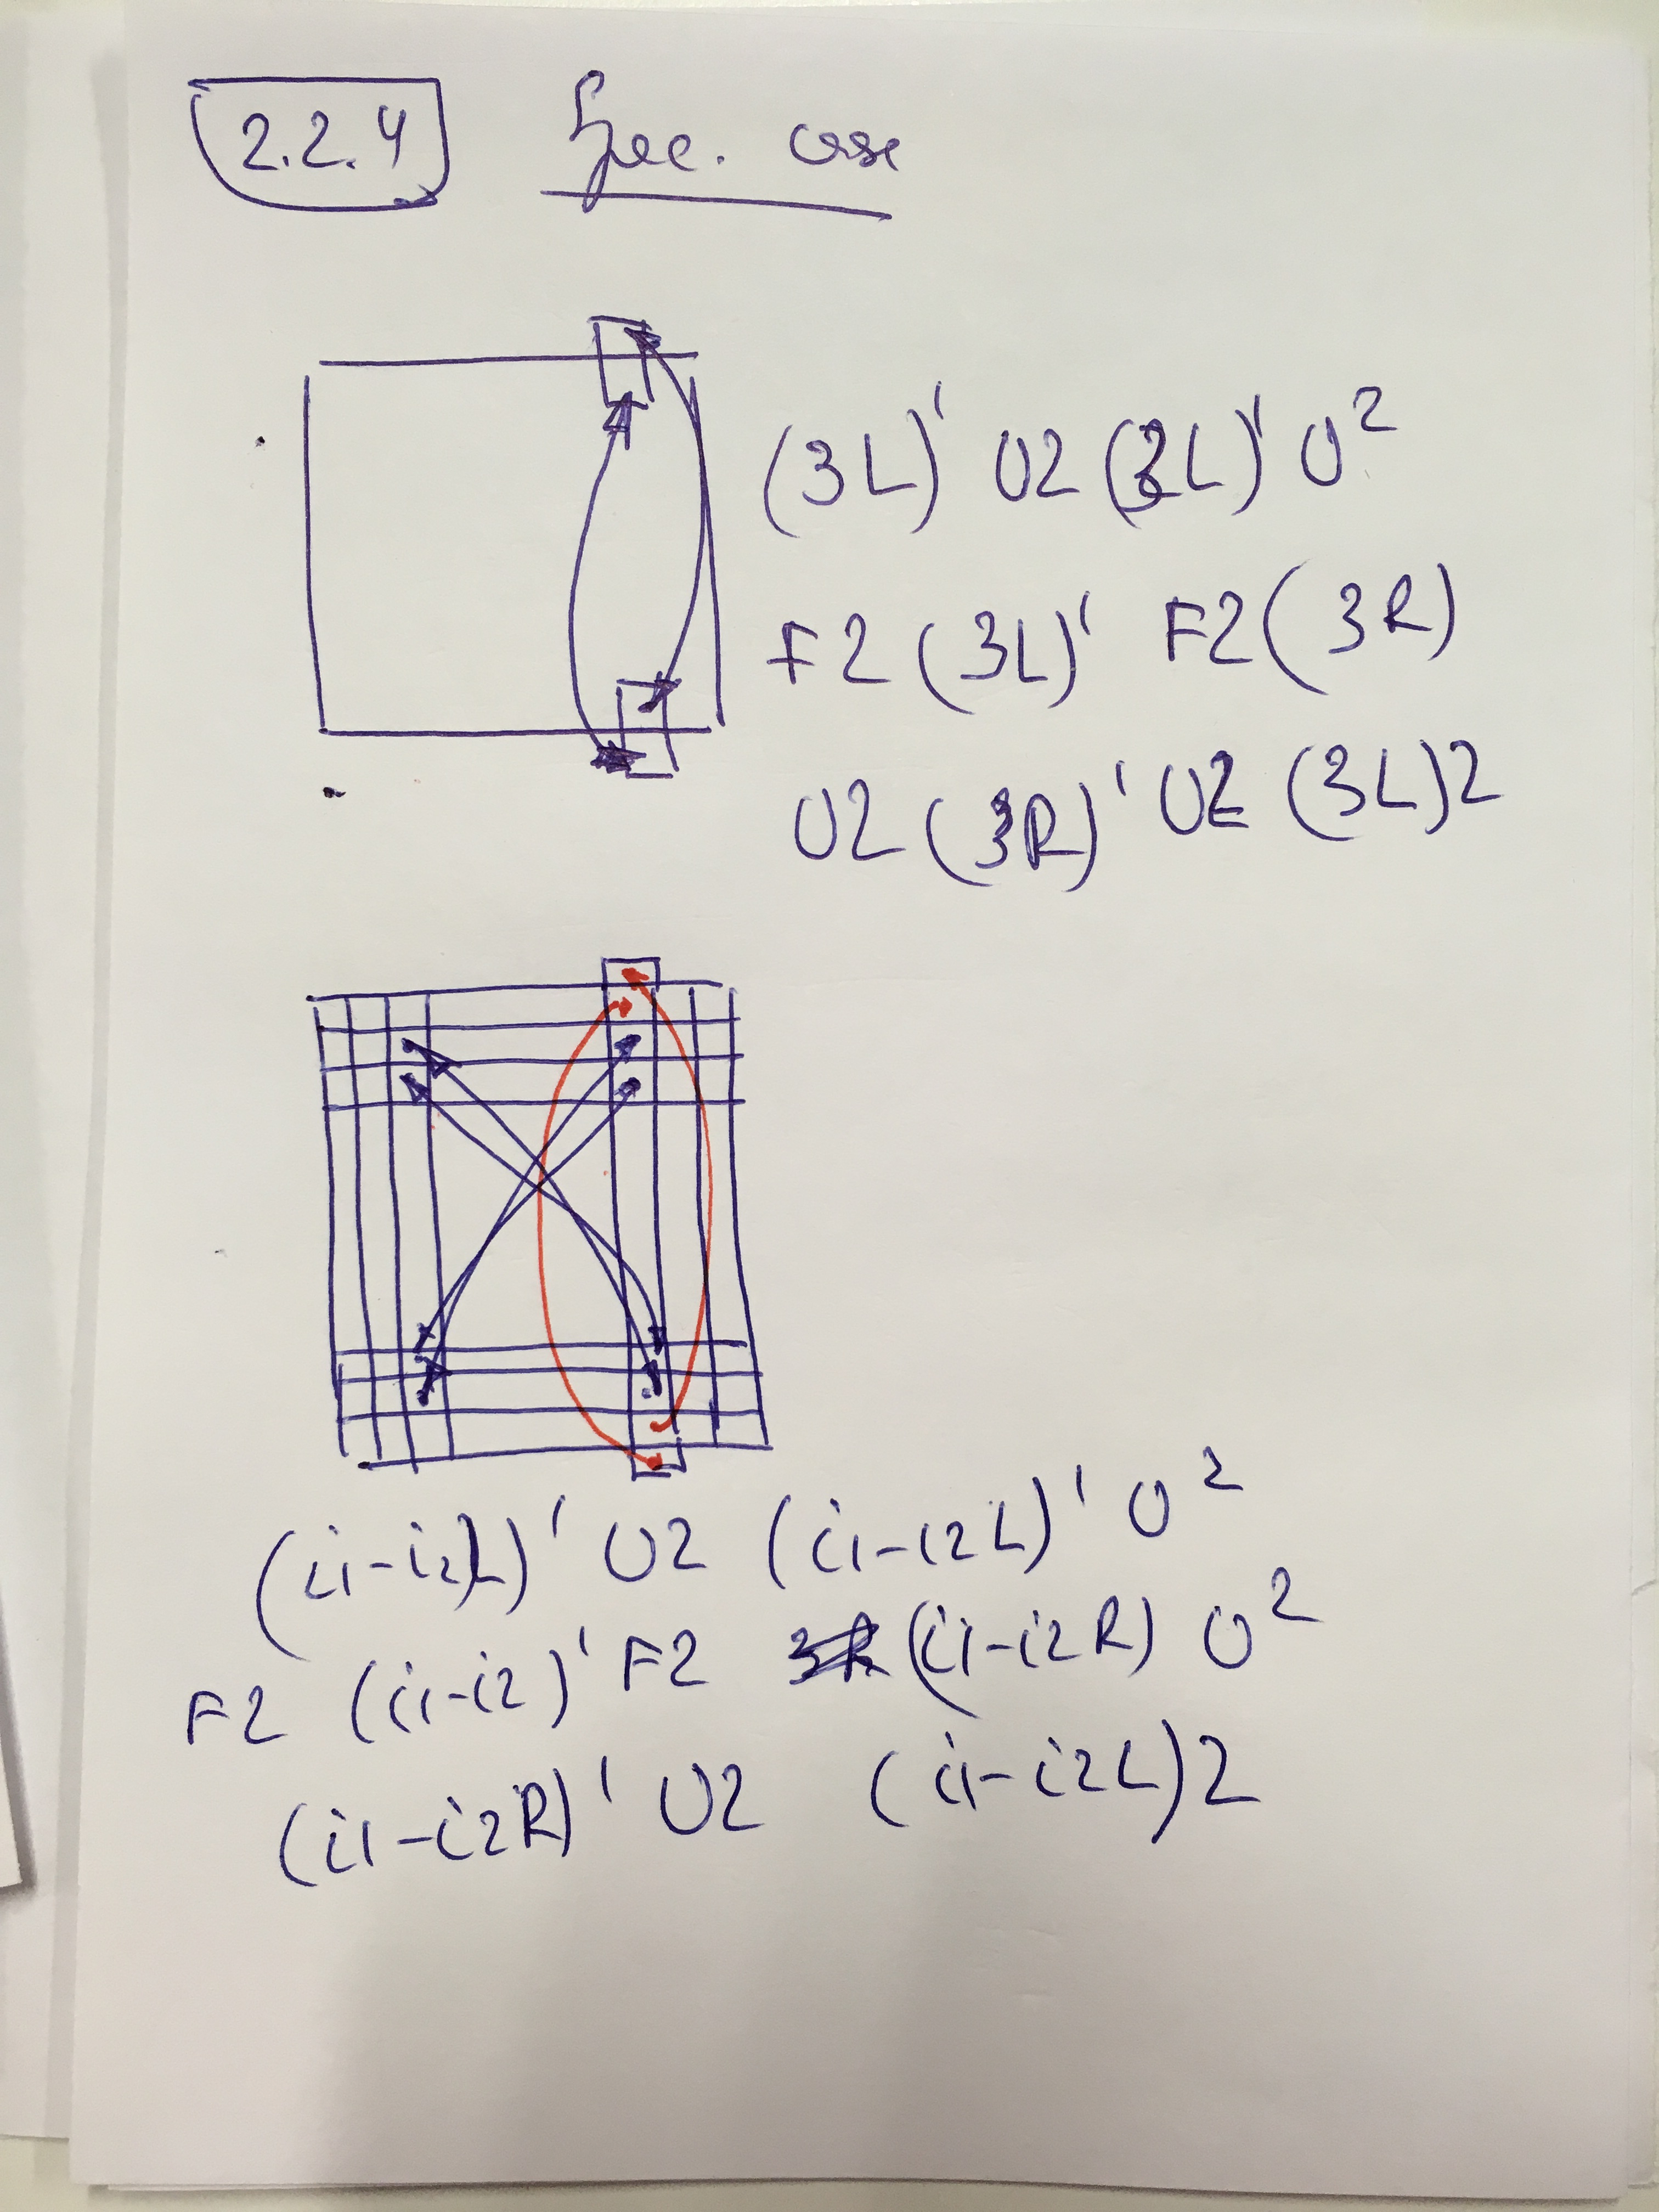 2.2.4 Spec. case
(3L)' U2 (3L)' U²
F2 (3L)' F2 (3R)
U2 (3R)' U2 (3L)2
(i1-i2L)' U2 (i1-i2L)' U²
F2 (i1-i2)' F2 (i1-i2R) U²
(i1-i2R)' U2 (i1-i2L)2